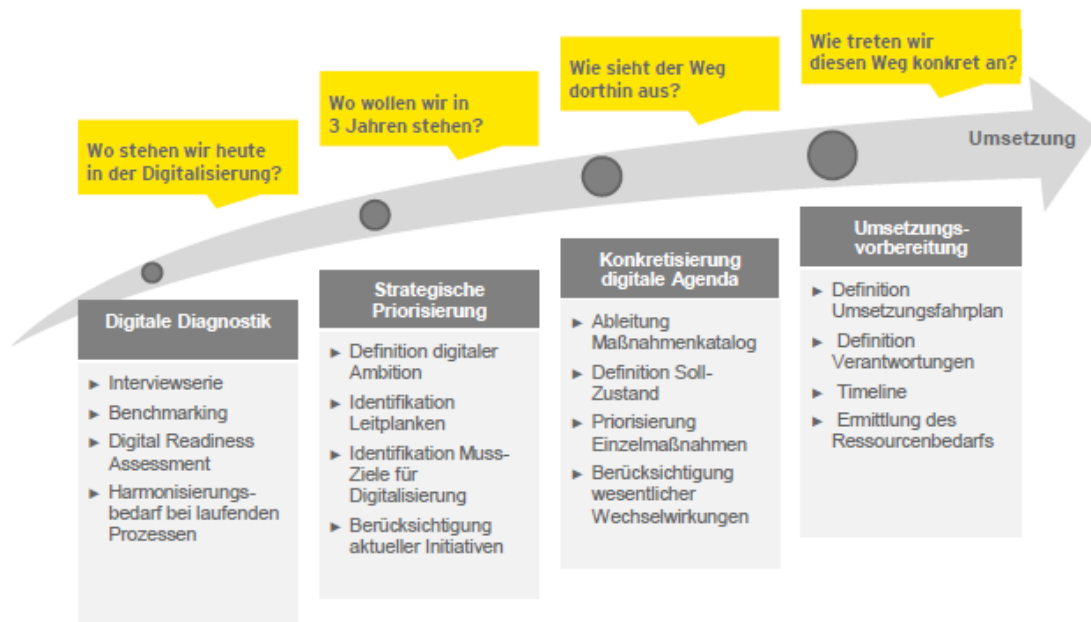 Wo stehen wir heute
in der Digitalisierung?
Wo wollen wir in
3 Jahren stehen?
Wie sieht der Weg
dorthin aus?
Wie treten wir
diesen Weg konkret an?
Umsetzung
Digitale Diagnostik
► Interviewserie
► Benchmarking
► Digital Readiness
Assessment
► Harmonisierungs-
bedarf bei laufenden
Prozessen
Strategische
Priorisierung
► Definition digitaler
Ambition
► Identifikation
Leitplanken
► Identifikation Muss-
Ziele für
Digitalisierung
► Berücksichtigung
aktueller Initiativen
Konkretisierung
digitale Agenda
► Ableitung
Maßnahmenkatalog
► Definition Soll-
Zustand
► Priorisierung
Einzelmaßnahmen
► Berücksichtigung
wesentlicher
Wechselwirkungen
Umsetzungs-
vorbereitung
► Definition
Umsetzungsfahrplan
► Definition
Verantwortungen
► Timeline
► Ermittlung des
Ressourcenbedarfs